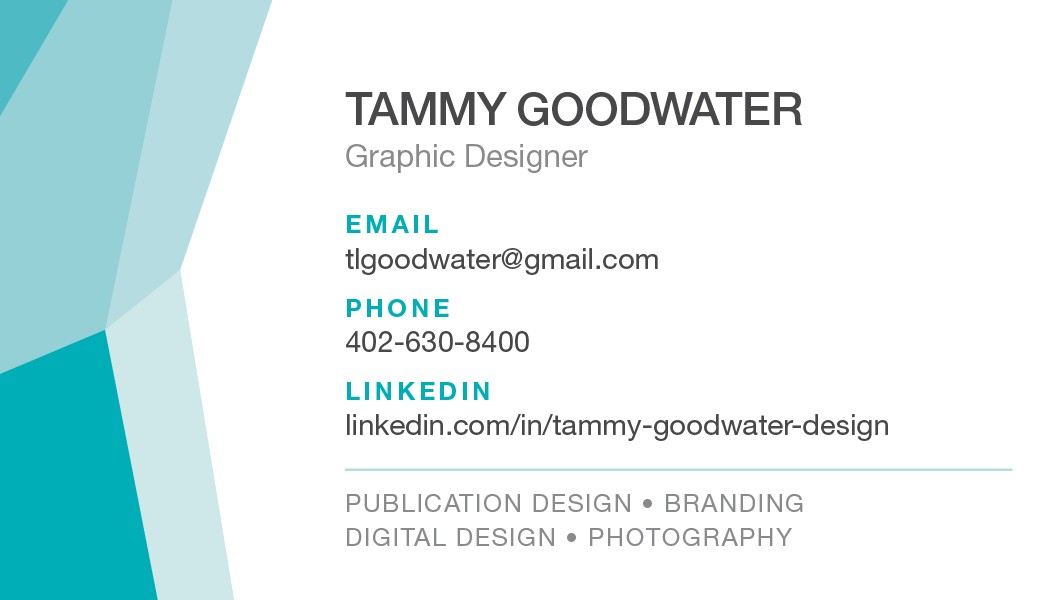 TAMMY GOODWATER
Graphic Designer
EMAIL
tlgoodwater@gmail.com
PHONE
402-630-8400
LINKEDIN
linkedin.com/in/tammy-goodwater-design
PUBLICATION DESIGN • BRANDING
DIGITAL DESIGN • PHOTOGRAPHY